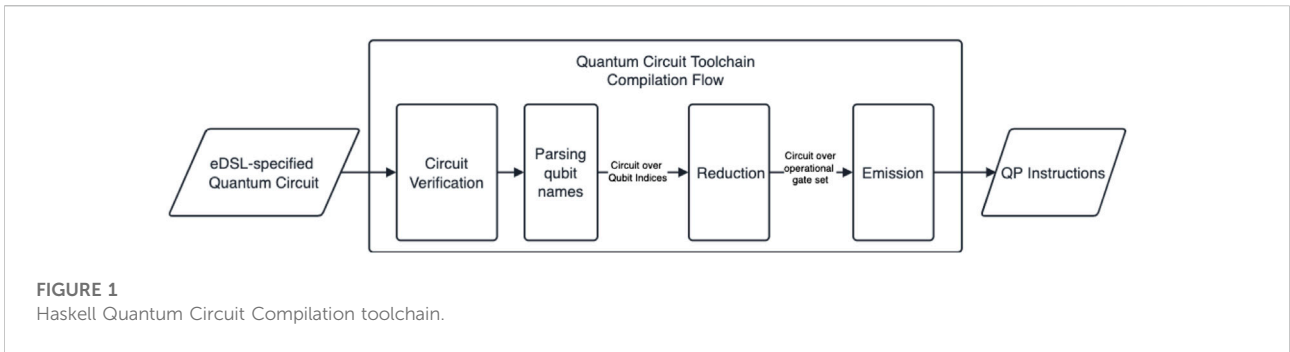 Quantum Circuit Toolchain
Compilation Flow
eDSL-specified
Quantum Circuit
Circuit
Verification
Parsing
qubit
names
Circuit over
Qubit Indices
Reduction
Circuit over
operational
gate set
Emission
QP Instructions
FIGURE 1
Haskell Quantum Circuit Compilation toolchain.